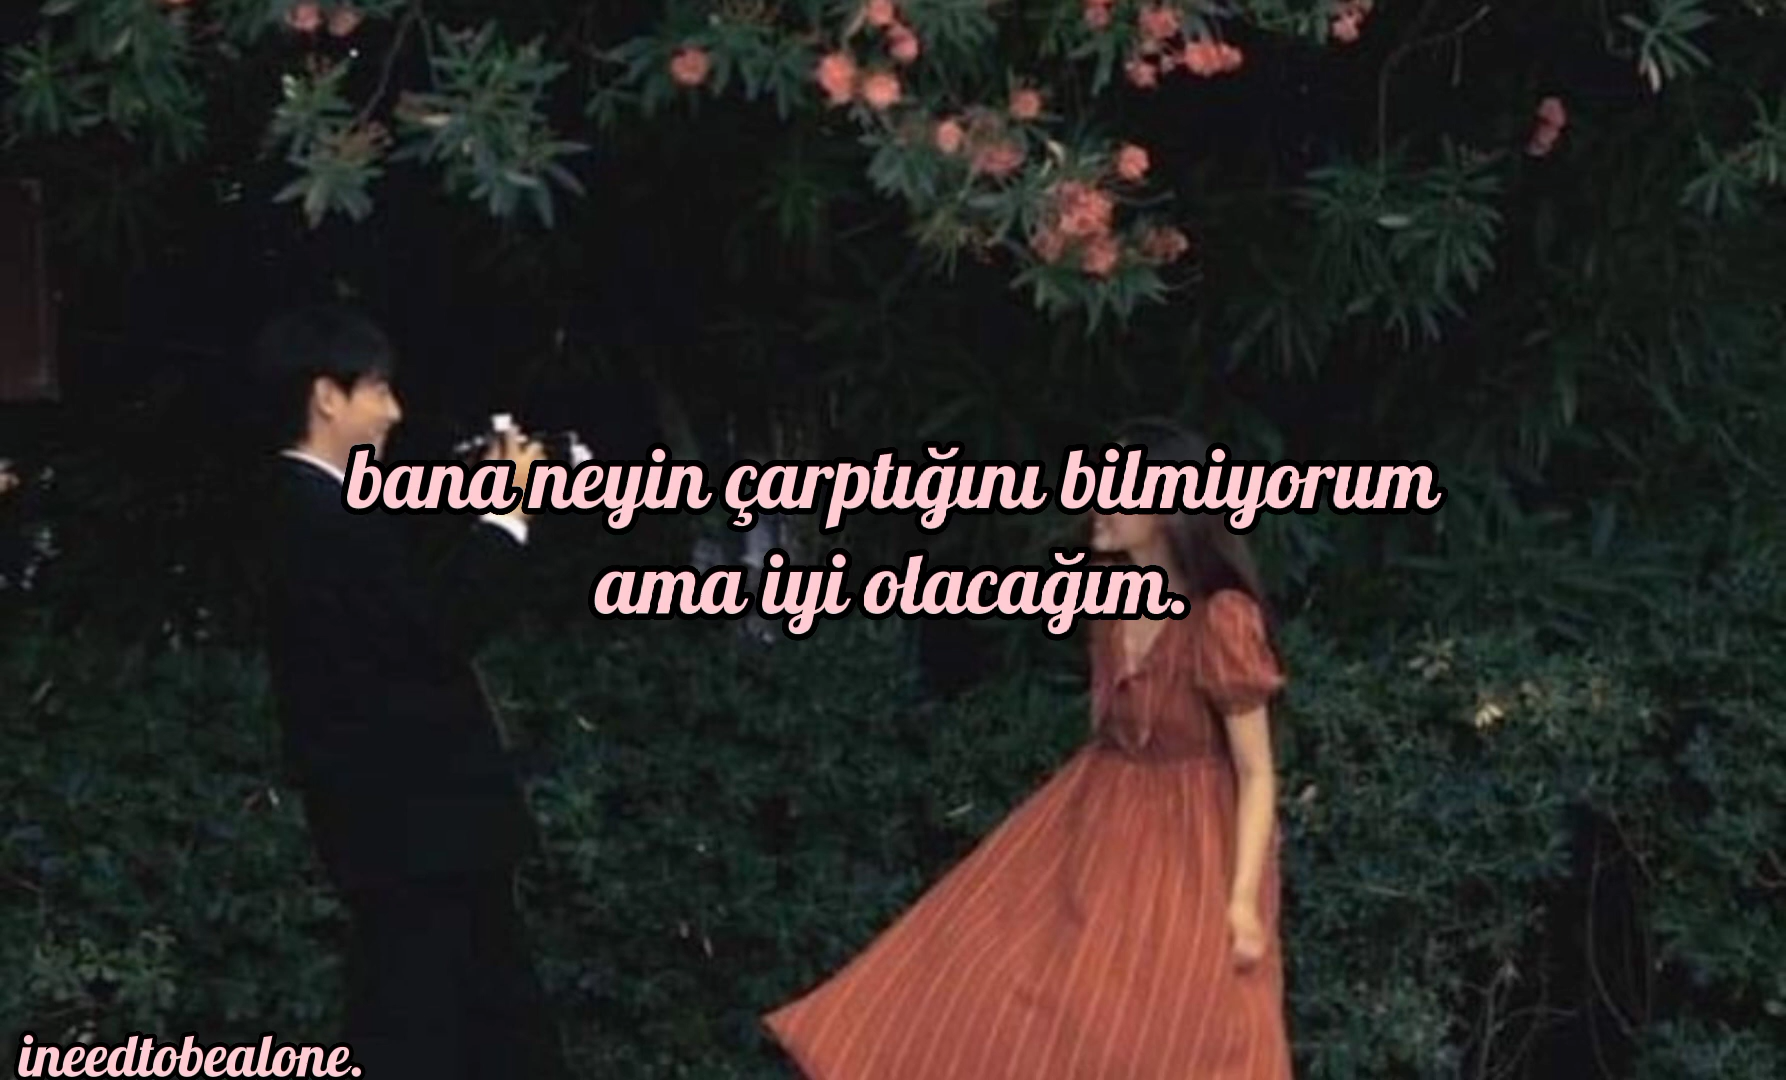 bana neyin çarptığını bilmiyorum
ama iyi olacağım.
ineedtobealone.